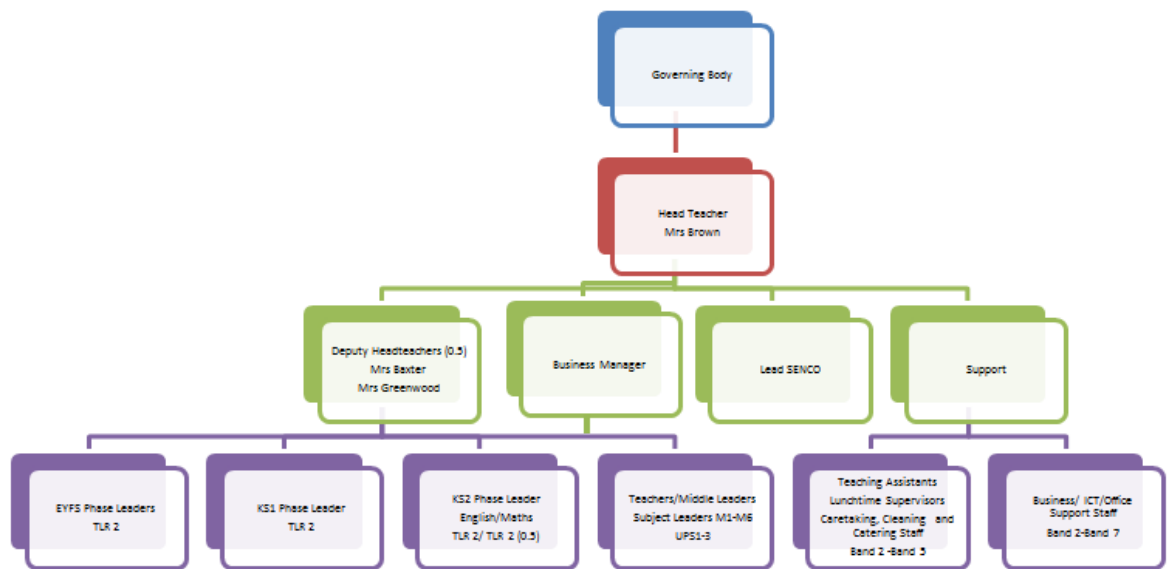 Governing Body
Head Teacher
Mrs Brown
Deputy Headteachers (0.5)
Mrs Baxter
Mrs Greenwood
Business Manager
Lead SENCO
Support
EYFS Phase Leaders
TLR 2
KS1 Phase Leader
TLR 2
KS2 Phase Leader
English/Maths
TLR 2/ TLR 2 (0.5)
Teachers/Middle Leaders
Subject Leaders M1-M6
UPS1-3
Teaching Assistants
Lunchtime Supervisors
Caretaking, Cleaning and
Catering Staff
Band 2 -Band 5
Business/ ICT/Office
Support Staff
Band 2-Band 7